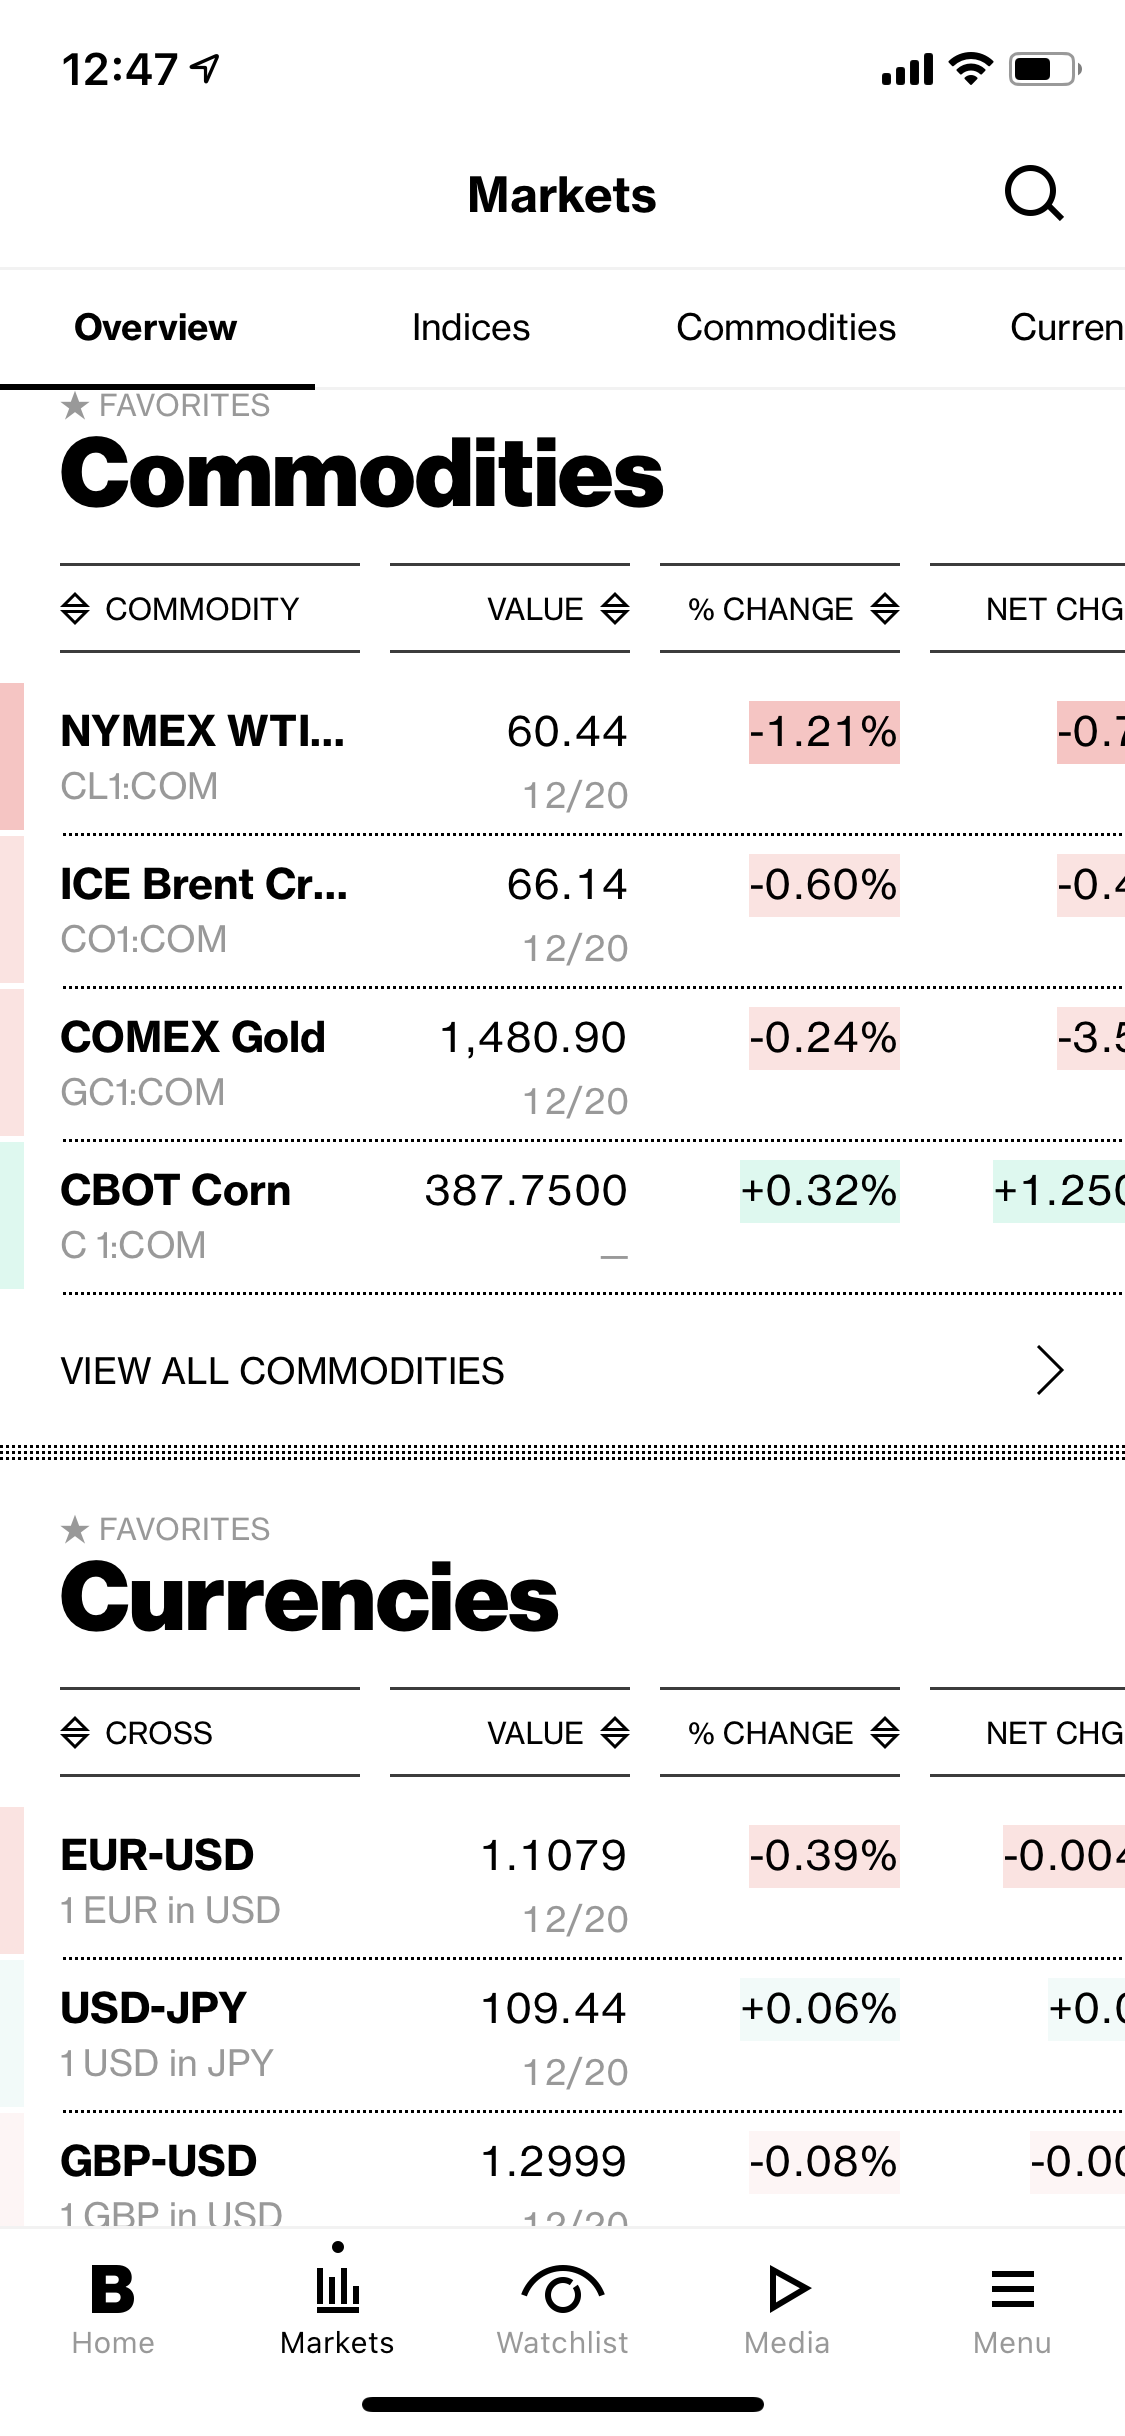 12:47
Markets
Overview Indices Commodities Curren
★ FAVORITES
Commodities
COMMODITY VALUE % CHANGE NET CHG
NYMEX WTI... 60.44 -1.21% -0.7
CL1:COM 12/20
ICE Brent Cr... 66.14 -0.60% -0.4
CO1:COM 12/20
COMEX Gold 1,480.90 -0.24% -3.5
GC1:COM 12/20
CBOT Corn 387.7500 +0.32% +1.250
C 1:COM —
VIEW ALL COMMODITIES
★ FAVORITES
Currencies
CROSS VALUE % CHANGE NET CHG
EUR-USD 1.1079 -0.39% -0.004
1 EUR in USD 12/20
USD-JPY 109.44 +0.06% +0.0
1 USD in JPY 12/20
GBP-USD 1.2999 -0.08% -0.00
1 GBP in USD 12/20
B
Home Markets Watchlist Media Menu